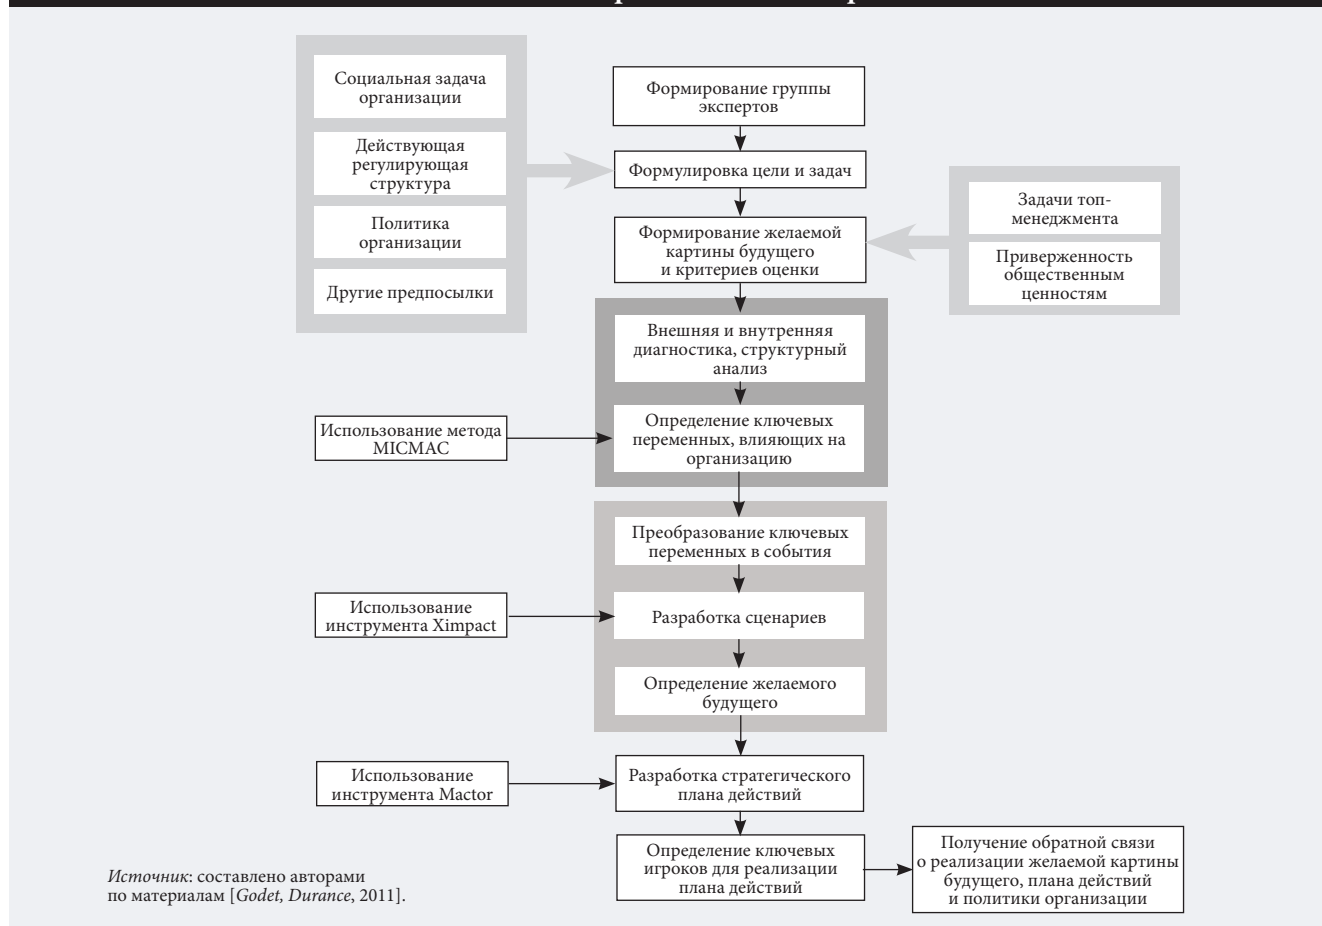 Социальная задача
организации
Действующая
регулирующая
структура
Политика
организации
Другие предпосылки
Формирование группы
экспертов
Формулировка цели и задач
Формирование желаемой
картины будущего
и критериев оценки
Задачи топ-
менеджмента
Приверженность
общественным
ценностям
Внешняя и внутренняя
диагностика, структурный
анализ
Использование метода
MICMAC
Определение ключевых
переменных, влияющих на
организацию
Преобразование ключевых
переменных в события
Использование
инструмента Ximpact
Разработка сценариев
Определение желаемого
будущего
Использование
инструмента Mactor
Разработка стратегического
плана действий
Определение ключевых
игроков для реализации
плана действий
Получение обратной связи
о реализации желаемой картины
будущего, плана действий
и политики организации
Источник: составлено авторами
по материалам [Godet, Durance, 2011].